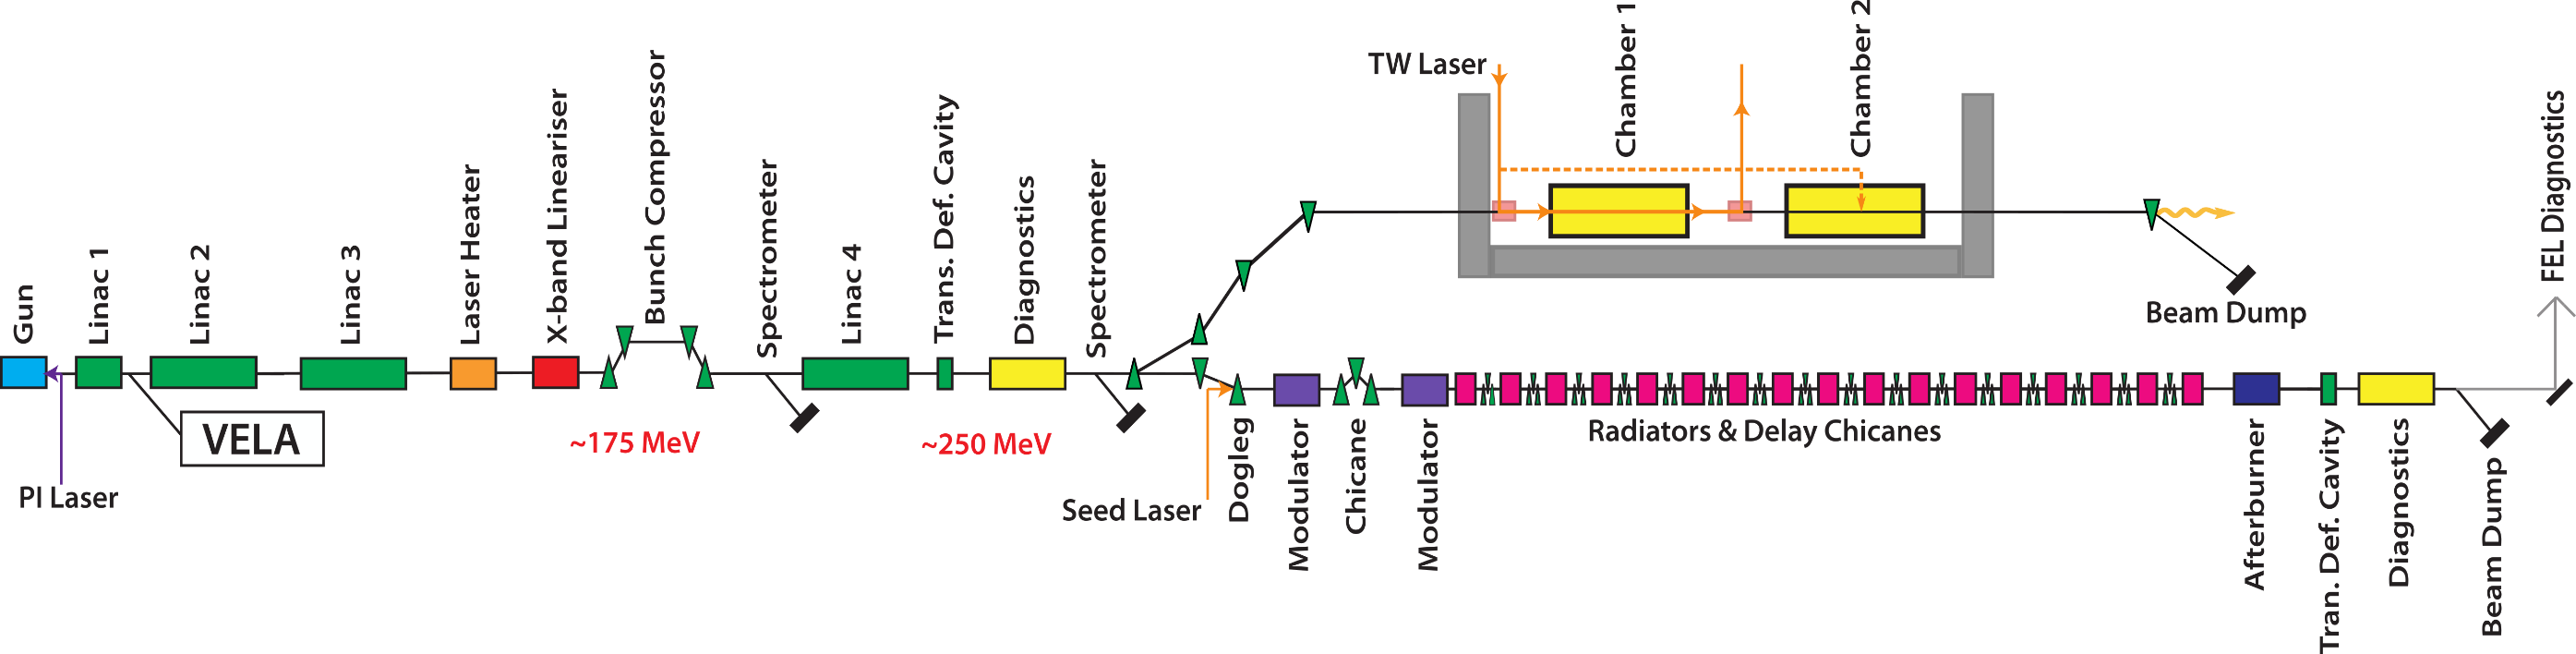 Gun
Linac 1
Linac 2
Linac 3
Laser Heater
X-band Lineariser
Bunch Compressor
Spectrometer
Linac 4
Trans. Def. Cavity
Diagnostics
Spectrometer
TW Laser
Chamber 1
Chamber 2
Beam Dump
FEL Diagnostics
VELA
PI Laser
~175 MeV
~250 MeV
Seed Laser
Dogleg
Modulator
Chicane
Modulator
Radiators & Delay Chicanes
Afterburner
Tran. Def. Cavity
Diagnostics
Beam Dump